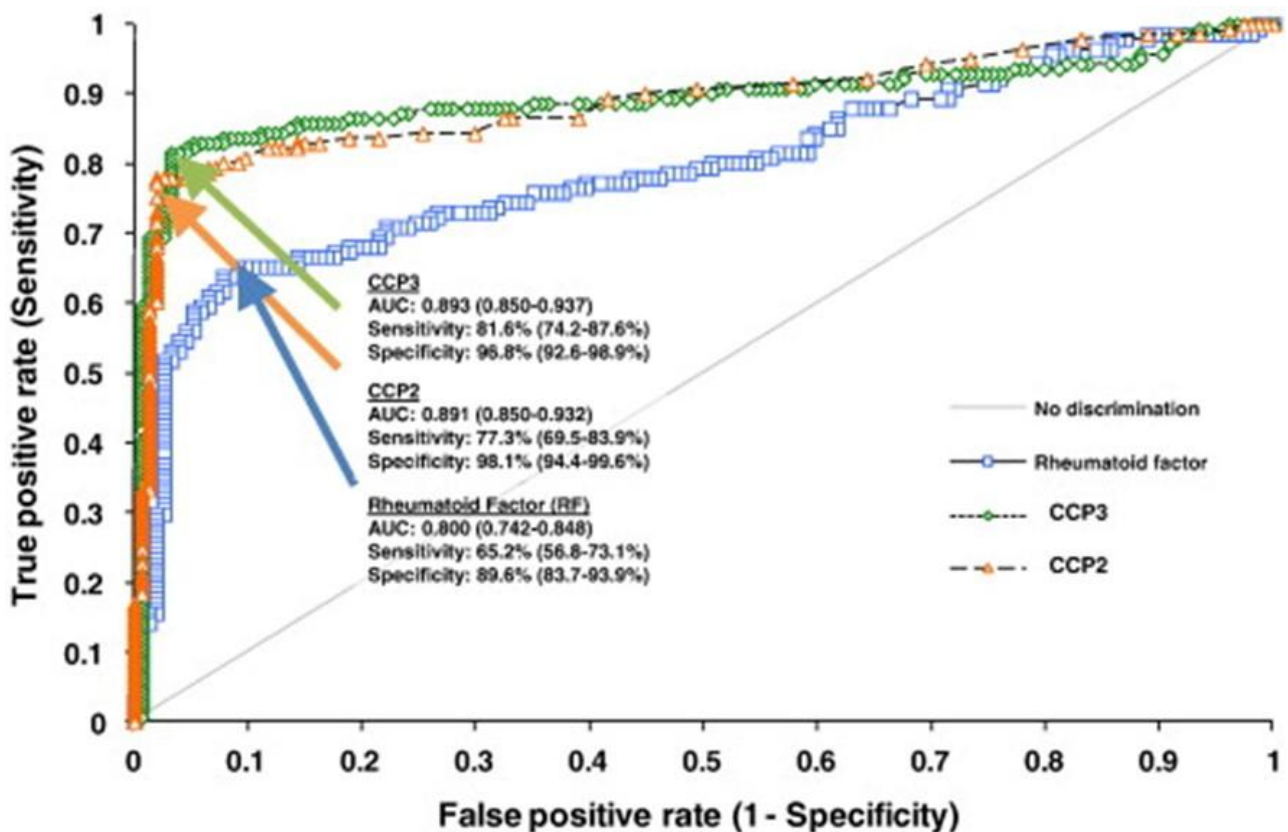 True positive rate (Sensitivity)
1
0.9
0.8
0.7
0.6
0.5
0.4
0.3
0.2
0.1
0
CCP3
AUC: 0.893 (0.850-0.937)
Sensitivity: 81.6% (74.2-87.6%)
Specificity: 96.8% (92.6-98.9%)
CCP2
AUC: 0.891 (0.850-0.932)
Sensitivity: 77.3% (69.5-83.9%)
Specificity: 98.1% (94.4-99.6%)
Rheumatoid Factor (RF)
AUC: 0.800 (0.742-0.848)
Sensitivity: 65.2% (56.8-73.1%)
Specificity: 89.6% (83.7-93.9%)
No discrimination
Rheumatoid factor
CCP3
CCP2
0 0.1 0.2 0.3 0.4 0.5 0.6 0.7 0.8 0.9 1
False positive rate (1 - Specificity)